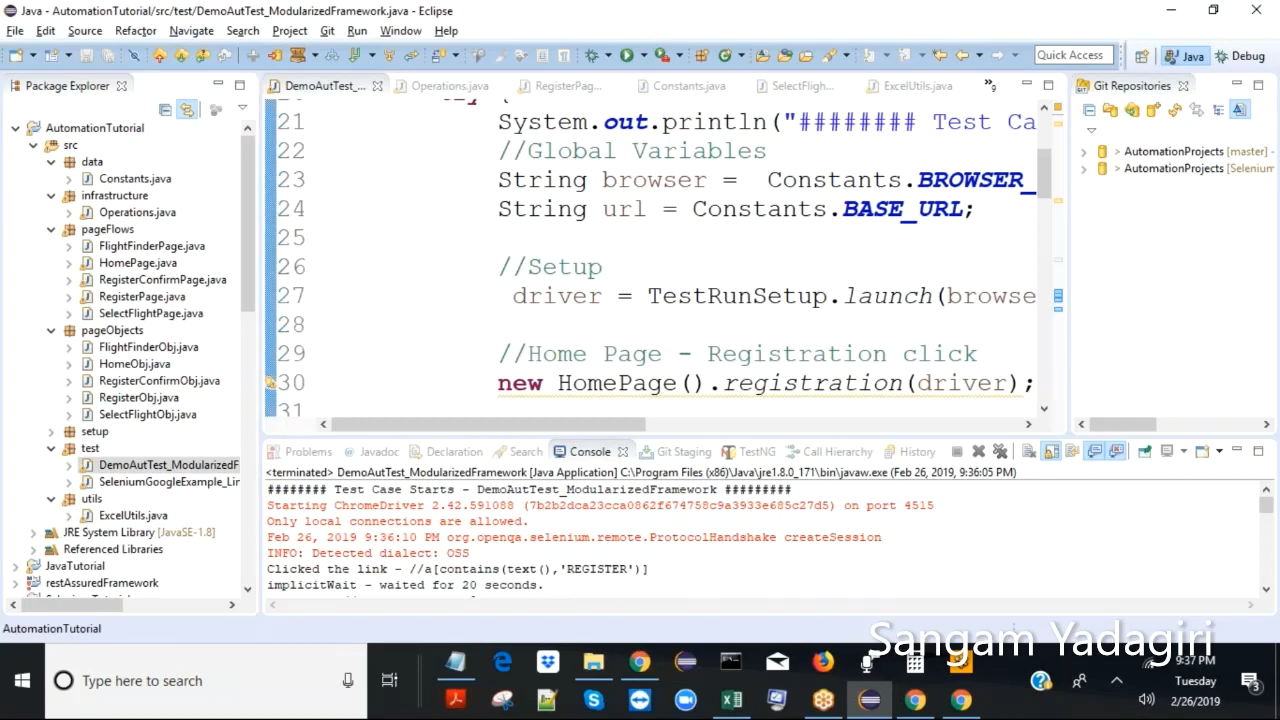 Java - AutomationTutorial/src/test/DemoAutTest_ModularizedFramework.java - Eclipse
File Edit Source Refactor Navigate Search Project Git Run Window Help
Quick Access Java Debug
Package Explorer
DemoAutTest_... Operations.java RegisterPag... Constants.java SelectFligh... ExcelUtils.java »9
Git Repositories
AutomationTutorial
src
data
Constants.java
infrastructure
Operations.java
pageFlows
FlightFinderPage.java
HomePage.java
RegisterConfirmPage.java
RegisterPage.java
SelectFlightPage.java
pageObjects
FlightFinderObj.java
HomeObj.java
RegisterConfirmObj.java
RegisterObj.java
SelectFlightObj.java
setup
test
DemoAutTest_ModularizedF
SeleniumGoogleExample_Lin
utils
ExcelUtils.java
JRE System Library [JavaSE-1.8]
Referenced Libraries
JavaTutorial
restAssuredFramework
21 System.out.println("######## Test Ca
22 //Global Variables
23 String browser = Constants.BROWSER_
24 String url = Constants.BASE_URL;
25
26 //Setup
27 driver = TestRunSetup.launch(browse
28
29 //Home Page - Registration click
30 new HomePage().registration(driver);
31
> AutomationProjects [master] -
> AutomationProjects [Selenium
Problems @ Javadoc Declaration Search Console Git Staging TestNG Call Hierarchy History
<terminated> DemoAutTest_ModularizedFramework [Java Application] C:\Program Files (x86)\Java\jre1.8.0_171\bin\javaw.exe (Feb 26, 2019, 9:36:05 PM)
######## Test Case Starts - DemoAutTest_ModularizedFramework #########
Starting ChromeDriver 2.42.591088 (7b2b2dca23cca0862f674758c9a3933e685c27d5) on port 4515
Only local connections are allowed.
Feb 26, 2019 9:36:10 PM org.openqa.selenium.remote.ProtocolHandshake createSession
INFO: Detected dialect: OSS
Clicked the link - //a[contains(text(),'REGISTER')]
implicitWait - waited for 20 seconds.
AutomationTutorial
Sangam Yadagiri
Type here to search
9:37 PM
Tuesday
2/26/2019
3